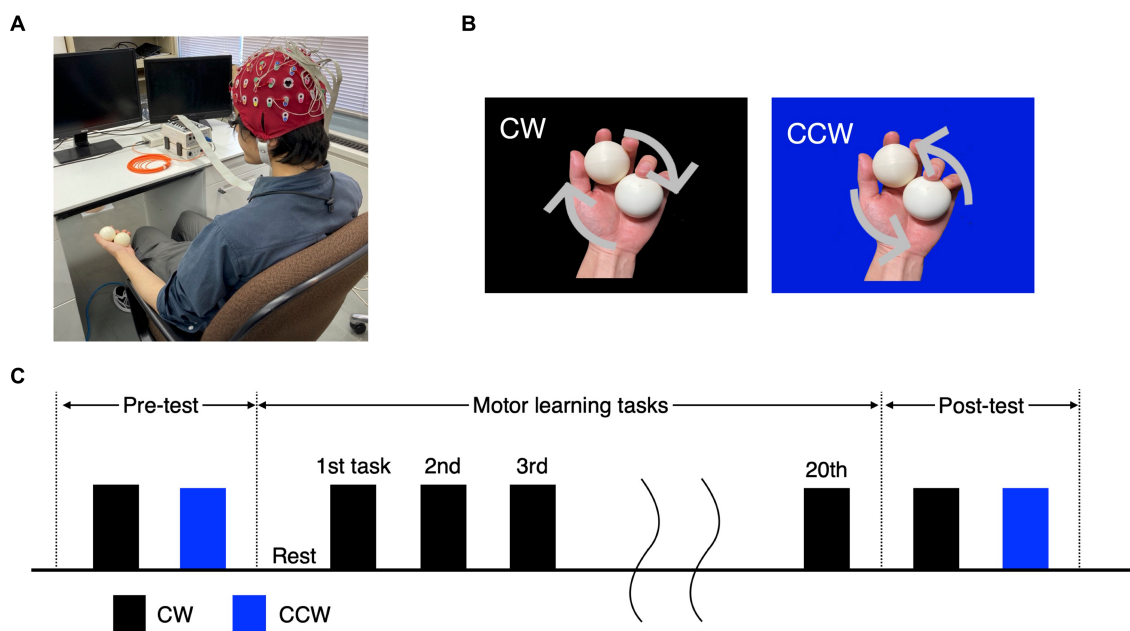 A
B
CW
CCW
C
Pre-test
Motor learning tasks
Post-test
1st task
2nd
3rd
20th
Rest
CW
CCW